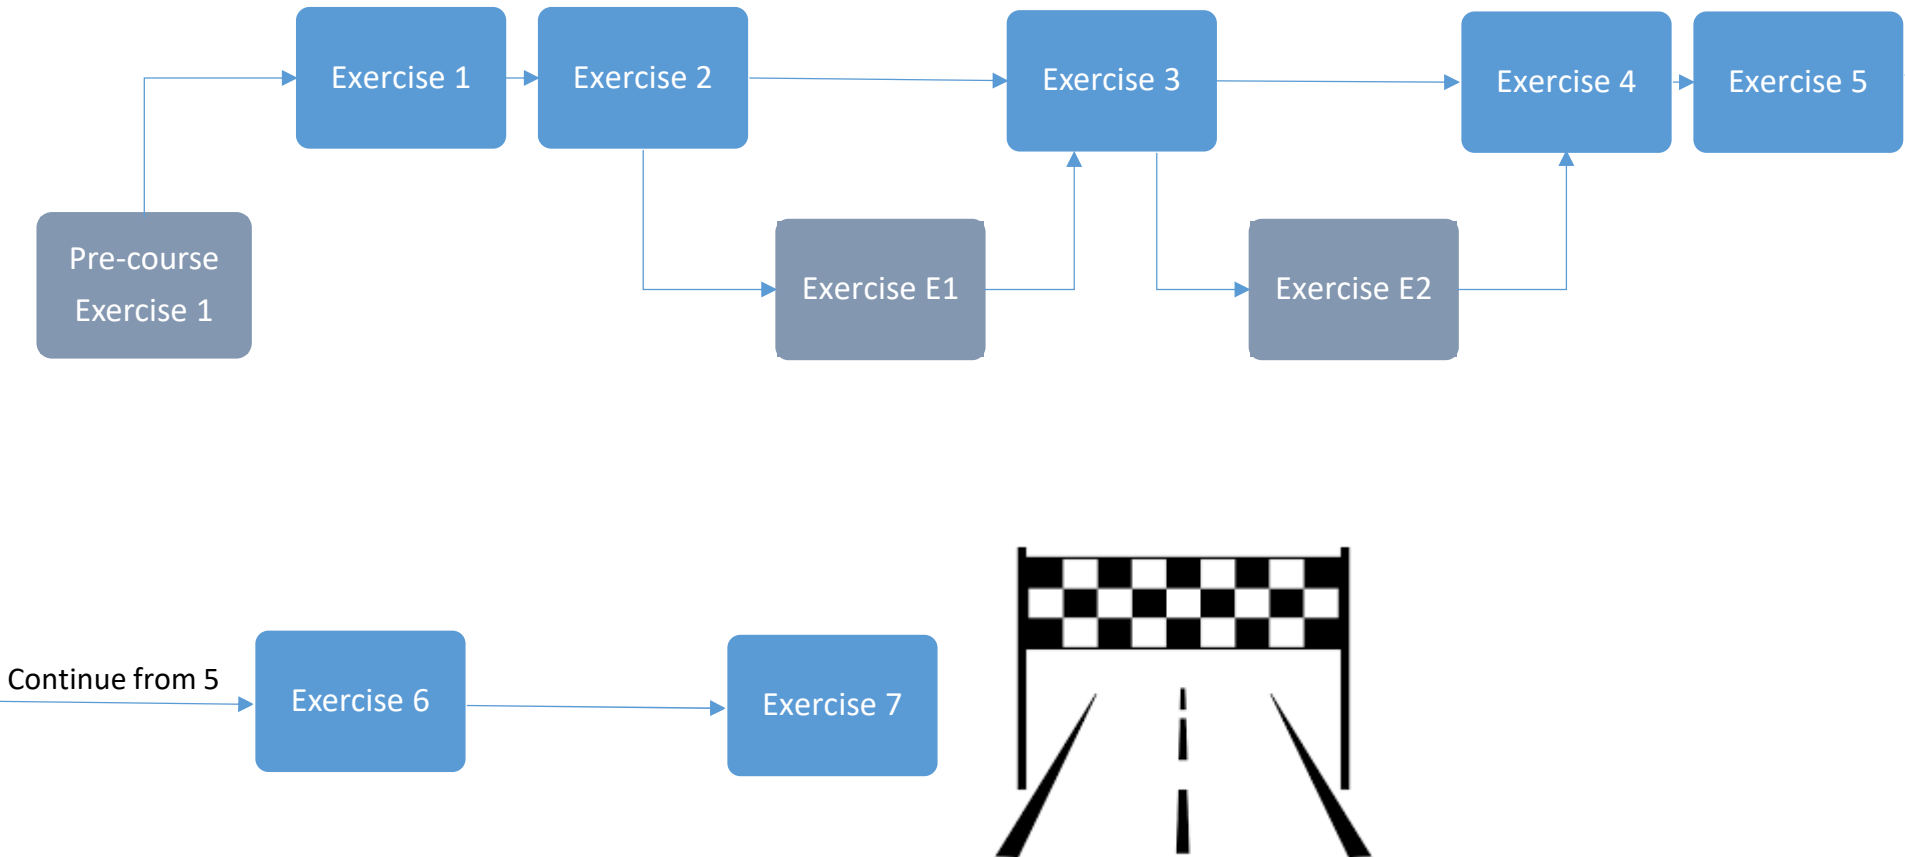 Exercise 1
Exercise 2
Exercise 3
Exercise 4
Exercise 5
Pre-course
Exercise 1
Exercise E1
Exercise E2
Continue from 5
Exercise 6
Exercise 7